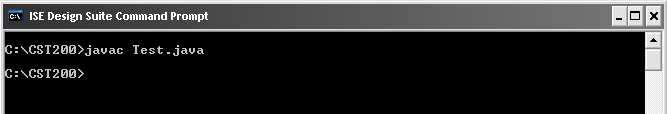 ISE Design Suite Command Prompt
C:\CST200>javac Test.java
C:\CST200>